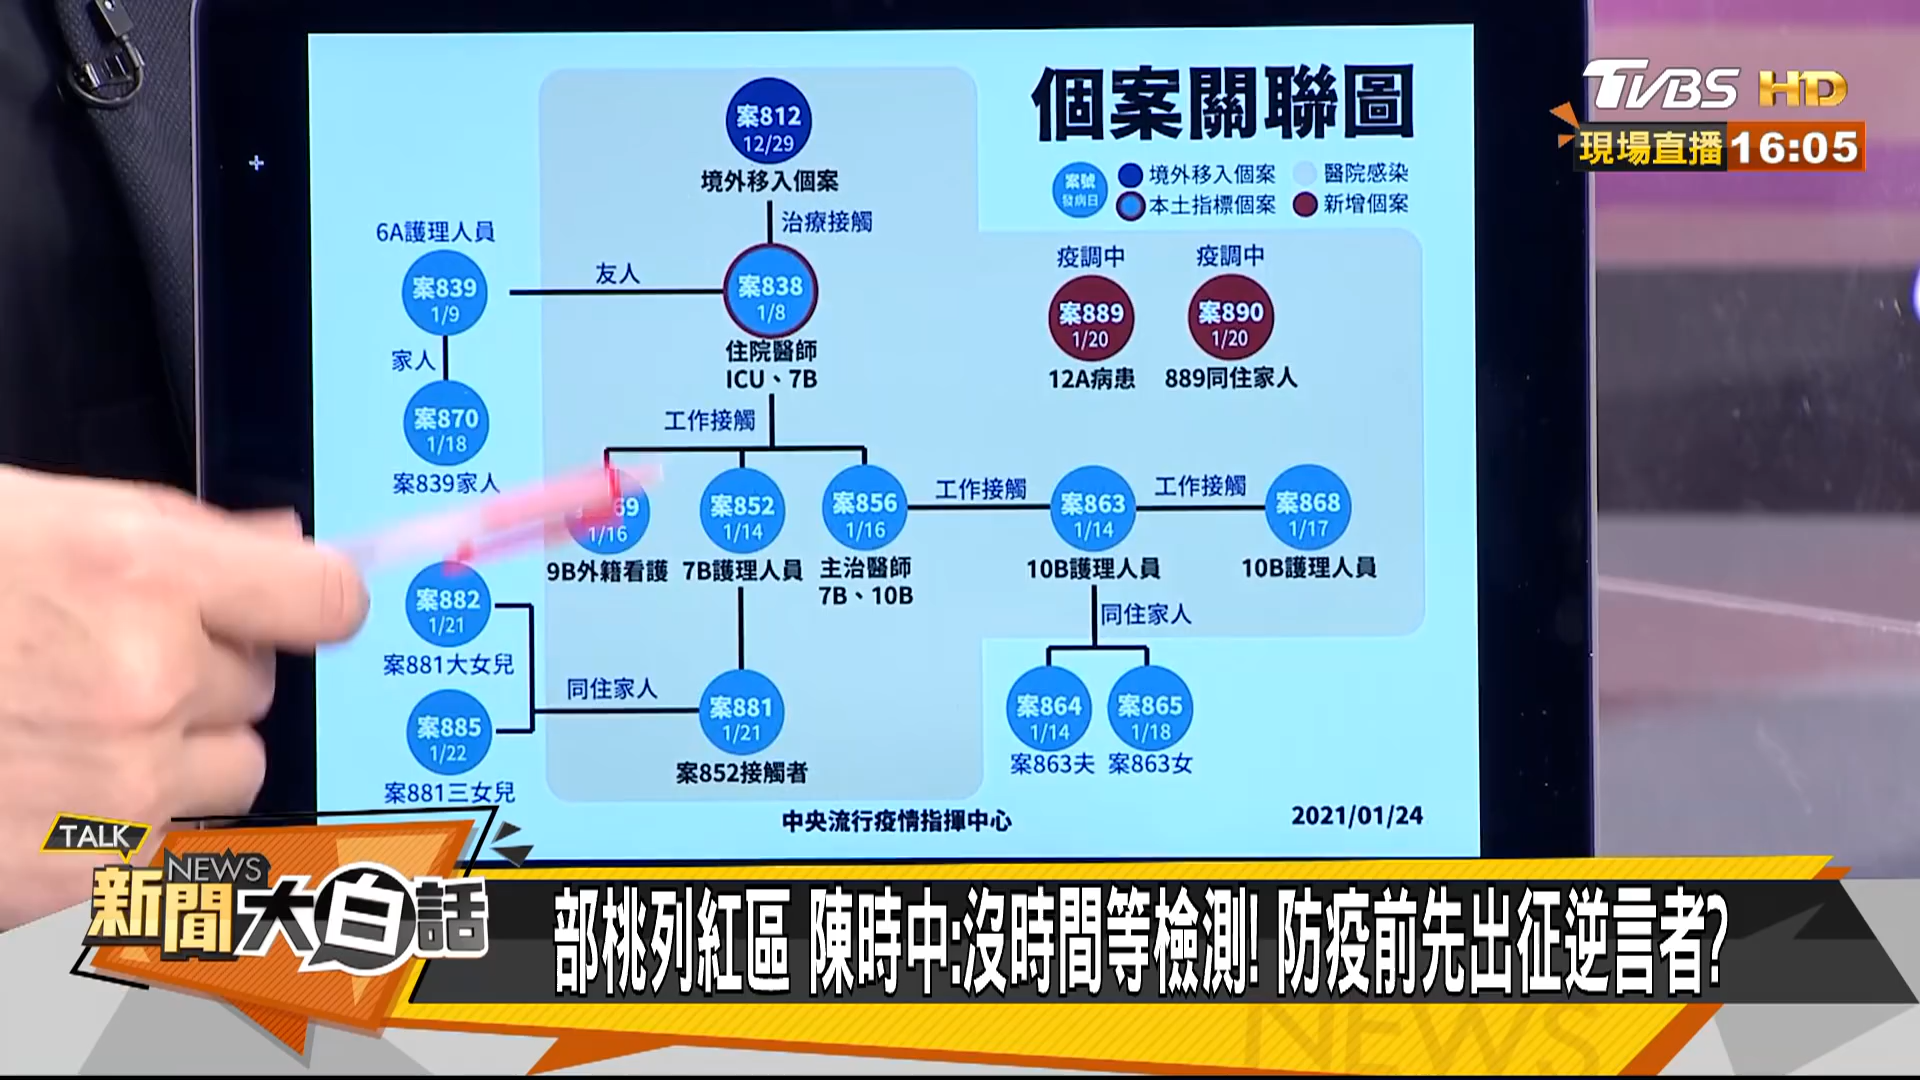 個案關聯圖
案號
發病日
境外移入個案
醫院感染
本土指標個案
新增個案
案812
12/29
境外移入個案
治療接觸
6A護理人員
案839
1/9
友人
案838
1/8
住院醫師
ICU、7B
疫調中
案889
1/20
12A病患
疫調中
案890
1/20
889同住家人
家人
案870
1/18
案839家人
工作接觸
69
1/16
9B外籍看護
案852
1/14
7B護理人員
案856
1/16
主治醫師
7B、10B
工作接觸
案863
1/14
10B護理人員
工作接觸
案868
1/17
10B護理人員
同住家人
案864
1/14
案863夫
案865
1/18
案863女
案882
1/21
案881大女兒
案885
1/22
案881三女兒
同住家人
案881
1/21
案852接觸者
中央流行疫情指揮中心
2021/01/24
TVBS HD
現場直播 16:05
TALK
NEWS
新聞大白話
部桃列紅區 陳時中:沒時間等檢測! 防疫前先出征逆言者?
NEWS